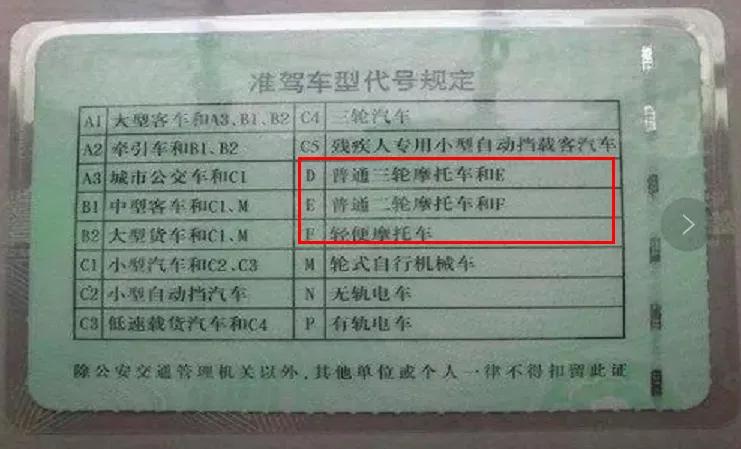 准驾车型代号规定
A1 大型客车和A3、B1、B2 C4 三轮汽车
A2 牵引车和B1、B2 C5 残疾人专用小型自动挡载客汽车
A3 城市公交车和C1 D 普通三轮摩托车和E
B1 中型客车和C1、M E 普通二轮摩托车和F
B2 大型货车和C1、M F 轻便摩托车
C1 小型汽车和C2、C3 M 轮式自行机械车
C2 小型自动挡汽车 N 无轨电车
C3 低速载货汽车和C4 P 有轨电车
除公安交通管理机关以外,其他单位或个人一律不得扣留此证